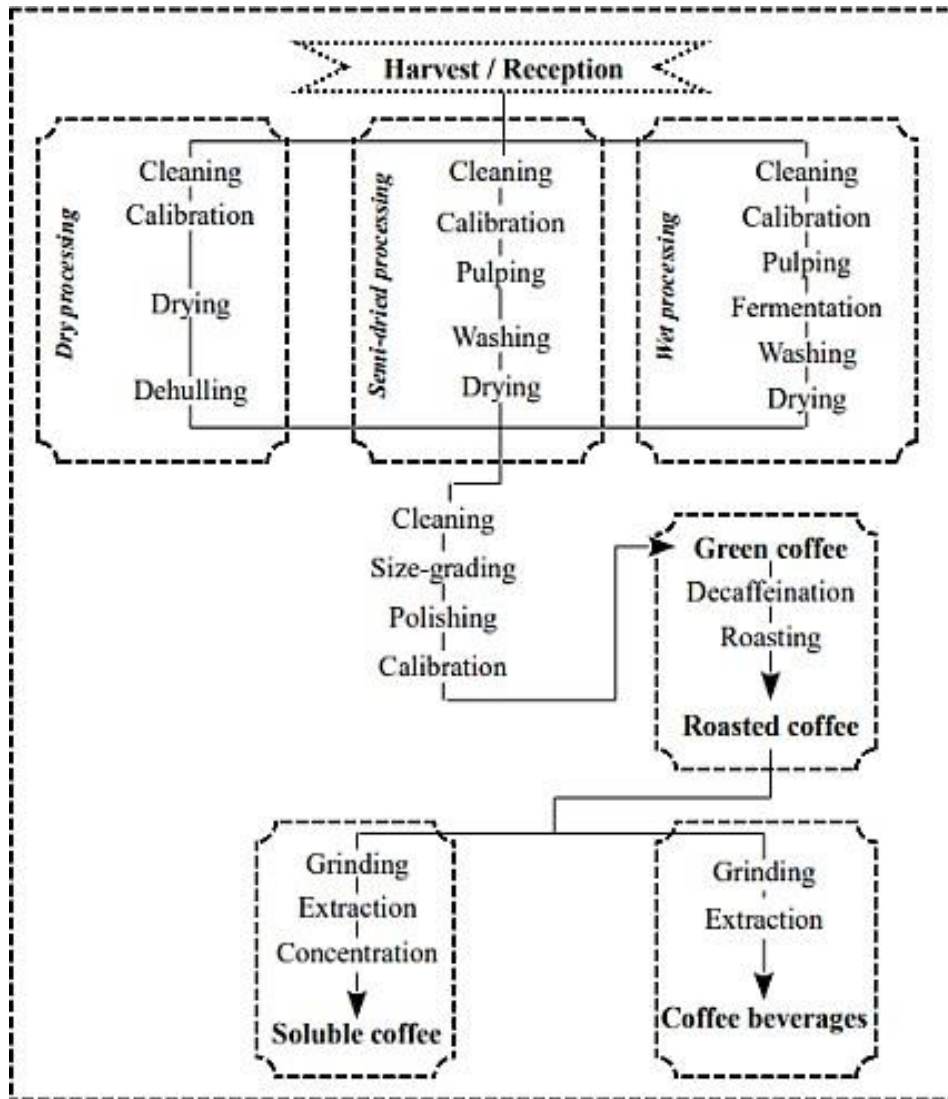 Harvest / Reception
Dry processing
Cleaning
Calibration
Drying
Dehulling
Semi-dried processing
Cleaning
Calibration
Pulping
Washing
Drying
Wet processing
Cleaning
Calibration
Pulping
Fermentation
Washing
Drying
Cleaning
Size-grading
Polishing
Calibration
Green coffee
Decaffeination
Roasting
Roasted coffee
Grinding
Extraction
Concentration
Soluble coffee
Grinding
Extraction
Coffee beverages